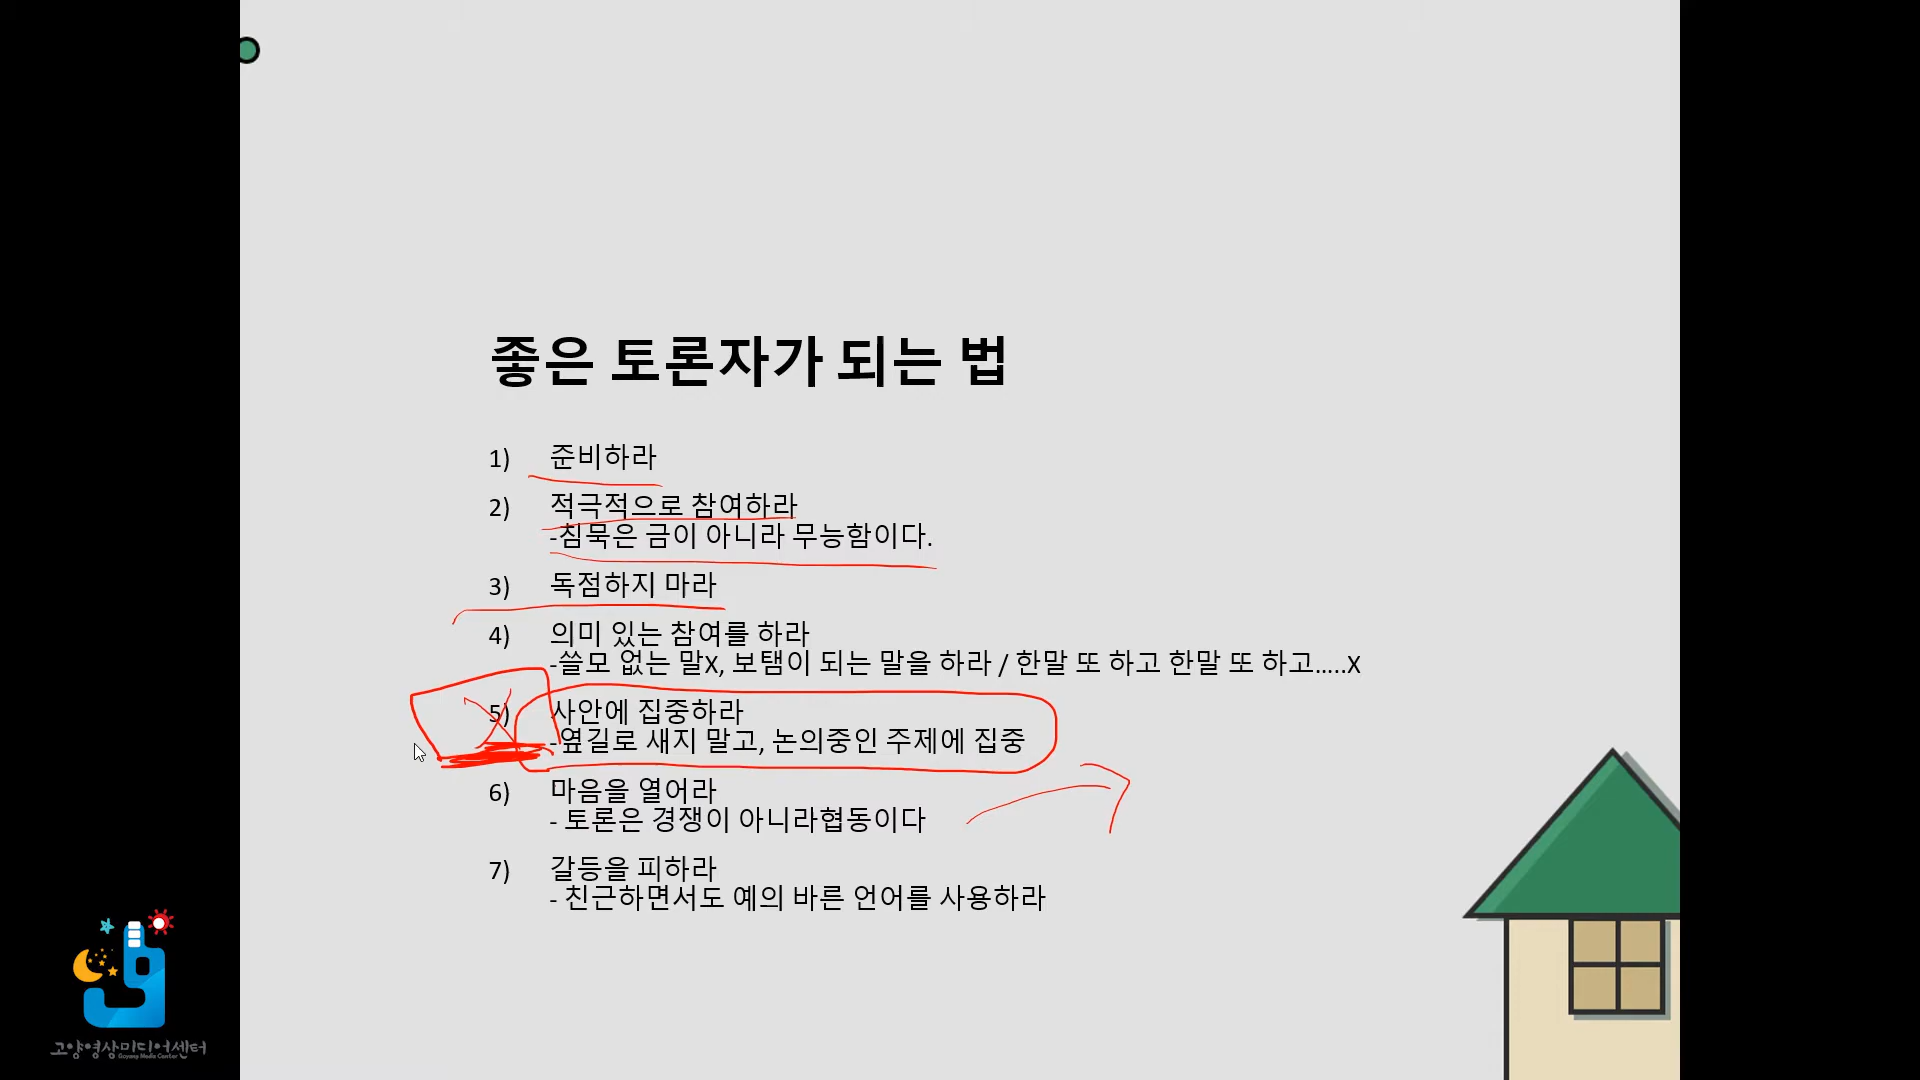 좋은 토론자가 되는 법
1) 준비하라
2) 적극적으로 참여하라
-침묵은 금이 아니라 무능함이다.
3) 독점하지 마라
4) 의미 있는 참여를 하라
-쓸모 없는 말X, 보탬이 되는 말을 하라 / 한말 또 하고 한말 또 하고.....X
5) 사안에 집중하라
-옆길로 새지 말고, 논의중인 주제에 집중
6) 마음을 열어라
- 토론은 경쟁이 아니라협동이다
7) 갈등을 피하라
- 친근하면서도 예의 바른 언어를 사용하라
고양영상미디어센터
Goyang Media Center